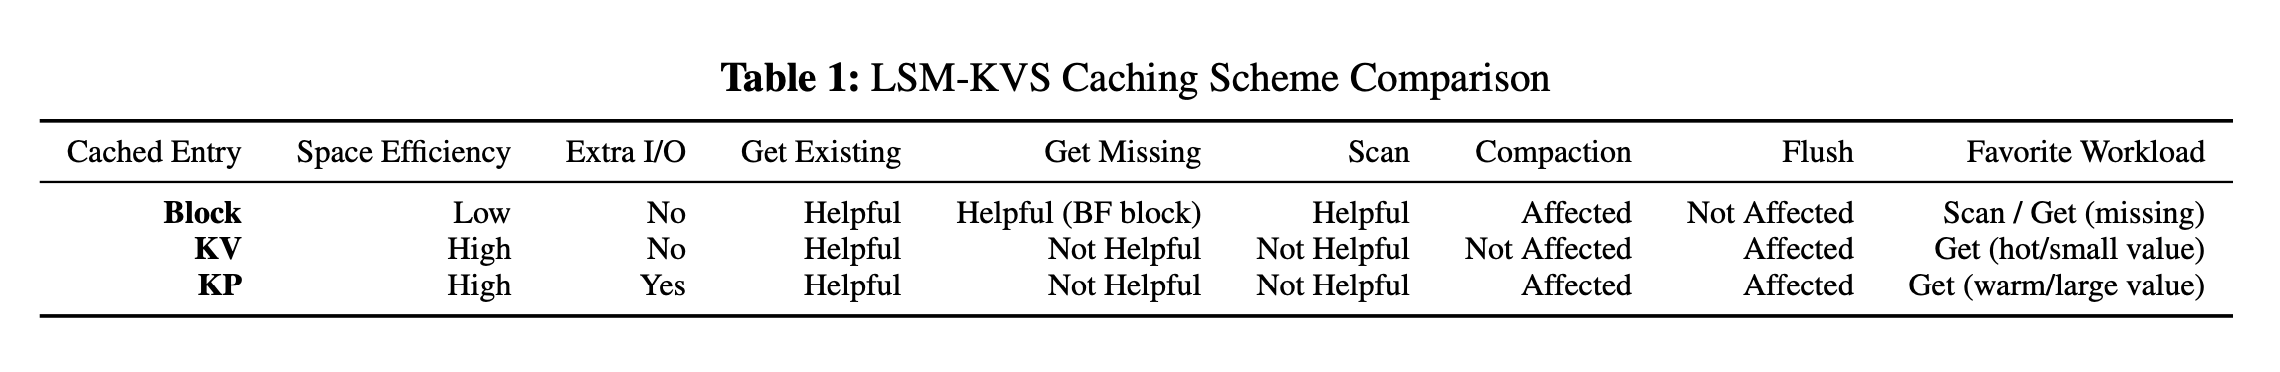 Table 1: LSM-KVS Caching Scheme Comparison
Cached Entry Space Efficiency Extra I/O Get Existing Get Missing Scan Compaction Flush Favorite Workload
Block Low No Helpful Helpful (BF block) Helpful Affected Not Affected Scan / Get (missing)
KV High No Helpful Not Helpful Not Helpful Not Affected Affected Get (hot/small value)
KP High Yes Helpful Not Helpful Not Helpful Affected Affected Get (warm/large value)